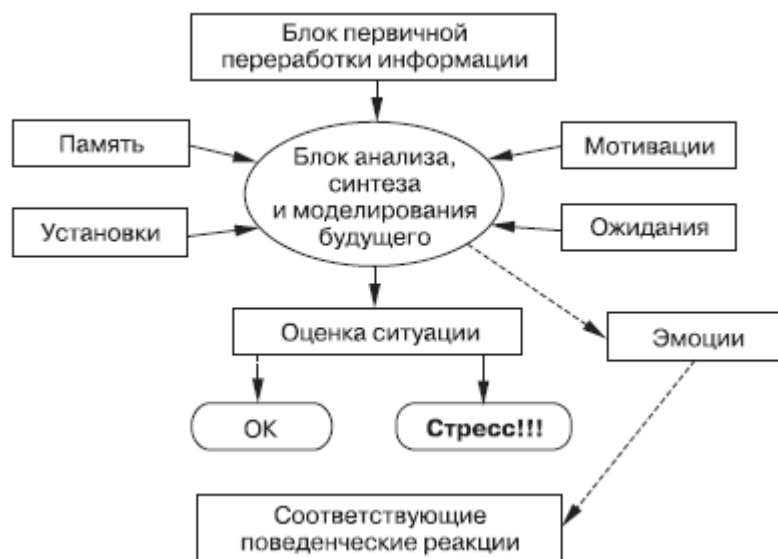 Блок первичной
переработки информации
Память
Мотивации
Блок анализа,
синтеза
и моделирования
будущего
Установки
Ожидания
Оценка ситуации
Эмоции
ОК
Стресс!!!
Соответствующие
поведенческие реакции